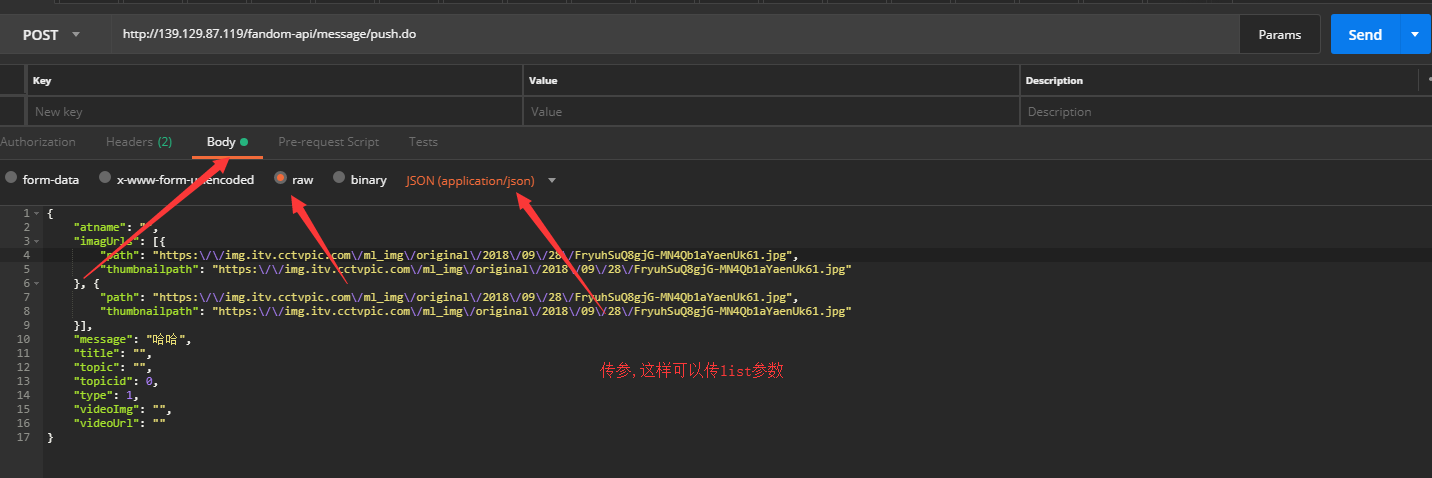 POST
http://139.129.87.119/fandom-api/message/push.do
Params
Send
Key Value Description
New key Value Description
Authorization Headers (2) Body Pre-request Script Tests
form-data x-www-form-urlencoded raw binary JSON (application/json)
1 {
2 "atname": "",
3 "imagUrls": [{
4 "path": "https:\/\/img.itv.cctvpic.com\/ml_img\/original\/2018\/09\/28\/FryuhSuQ8gjG-MN4Qb1aYaenUk61.jpg",
5 "thumbnailpath": "https:\/\/img.itv.cctvpic.com\/ml_img\/original\/2018\/09\/28\/FryuhSuQ8gjG-MN4Qb1aYaenUk61.jpg"
6 }, {
7 "path": "https:\/\/img.itv.cctvpic.com\/ml_img\/original\/2018\/09\/28\/FryuhSuQ8gjG-MN4Qb1aYaenUk61.jpg",
8 "thumbnailpath": "https:\/\/img.itv.cctvpic.com\/ml_img\/original\/2018\/09\/28\/FryuhSuQ8gjG-MN4Qb1aYaenUk61.jpg"
9 }],
10 "message": "哈哈",
11 "title": "",
12 "topic": "",
13 "topicid": 0,
14 "type": 1,
15 "videoImg": "",
16 "videoUrl": ""
17 }
传参,这样可以传list参数